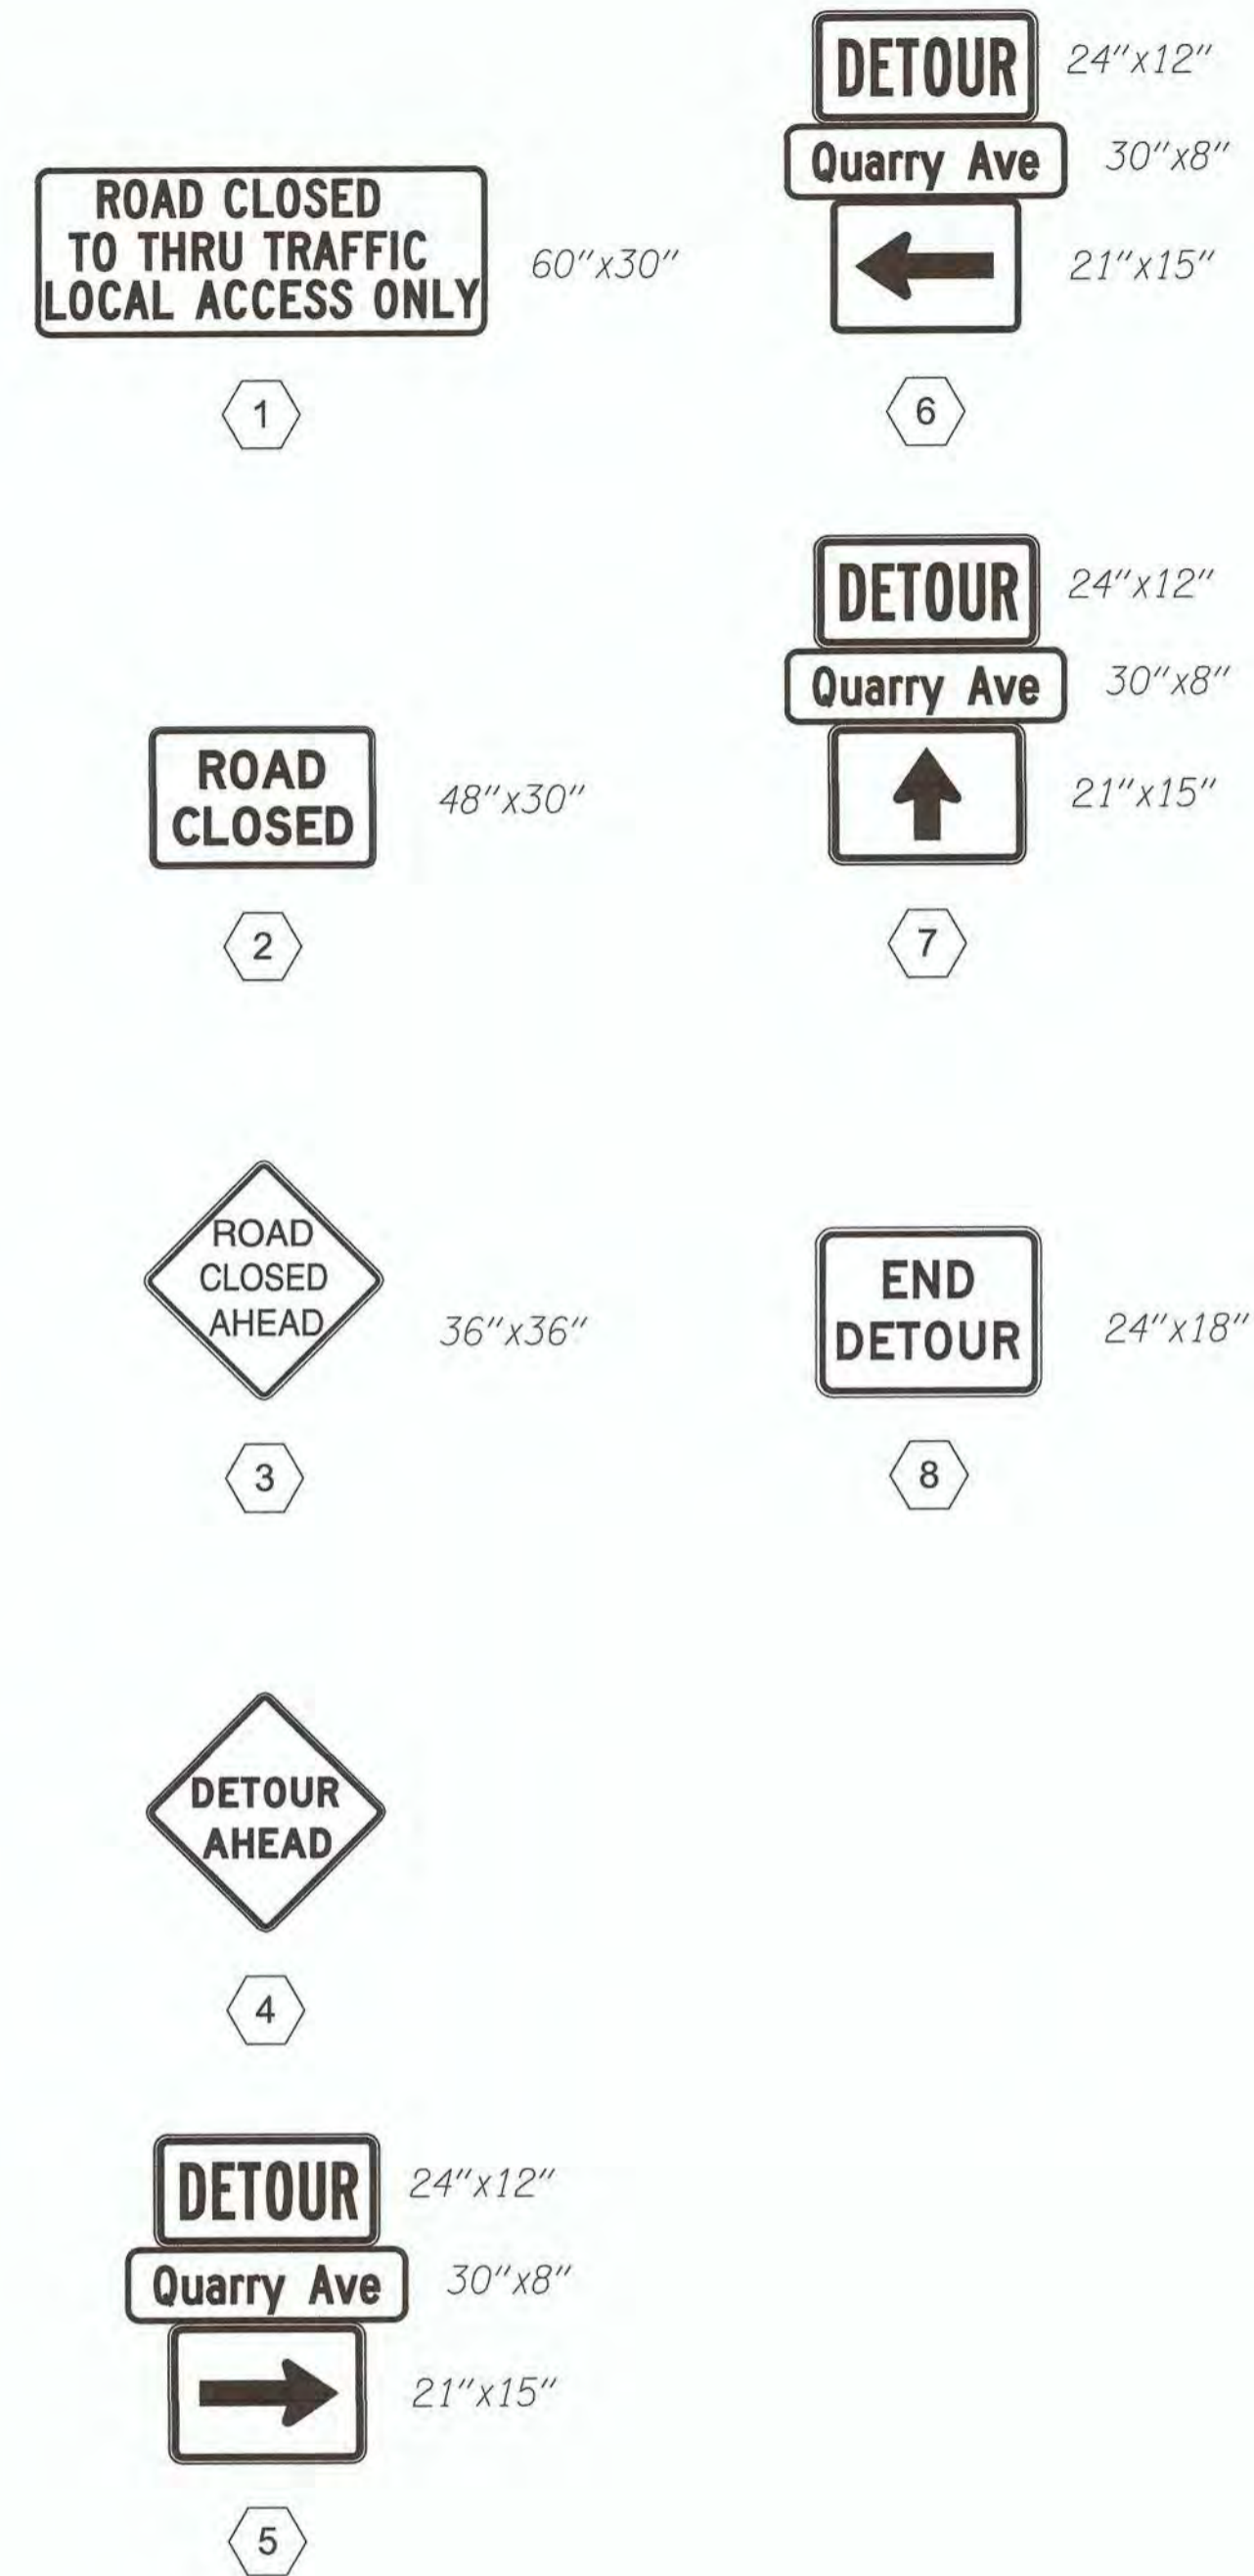 ROAD CLOSED
TO THRU TRAFFIC
LOCAL ACCESS ONLY
60"x30"
1
ROAD
CLOSED
48"x30"
2
ROAD
CLOSED
AHEAD
36"x36"
3
DETOUR
AHEAD
4
DETOUR
24"x12"
Quarry Ave
30"x8"
21"x15"
5
DETOUR
24"x12"
Quarry Ave
30"x8"
21"x15"
6
DETOUR
24"x12"
Quarry Ave
30"x8"
21"x15"
7
END
DETOUR
24"x18"
8